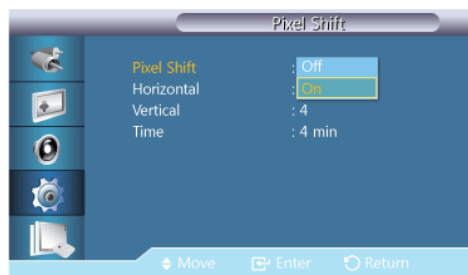 Pixel Shift
Pixel Shift : Off
Horizontal : On
Vertical : 4
Time : 4 min
Move Enter Return